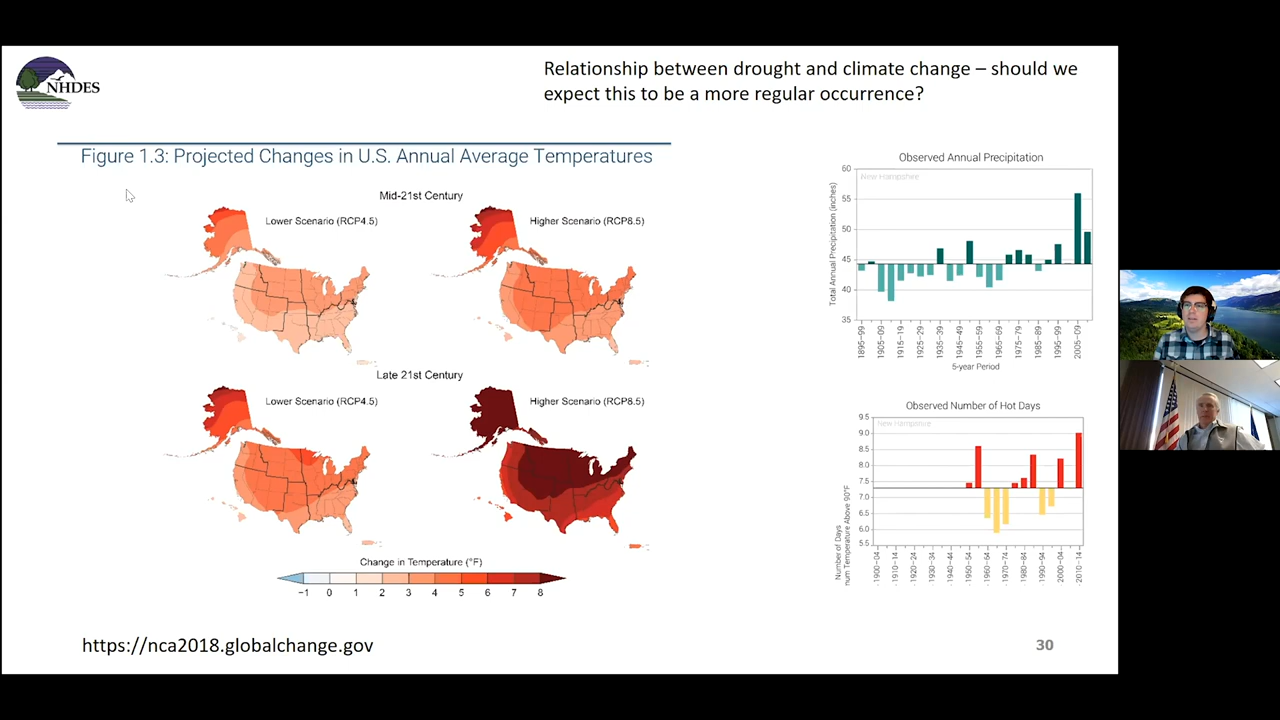 NHDES
Relationship between drought and climate change – should we
expect this to be a more regular occurrence?
Figure 1.3: Projected Changes in U.S. Annual Average Temperatures
Mid-21st Century
Lower Scenario (RCP4.5)
Higher Scenario (RCP8.5)
Late 21st Century
Lower Scenario (RCP4.5)
Higher Scenario (RCP8.5)
Change in Temperature (°F)
−1 0 1 2 3 4 5 6 7 8
https://nca2018.globalchange.gov
Observed Annual Precipitation
New Hampshire
Total Annual Precipitation (inches)
60
55
50
45
40
35
1895–99 1905–09 1915–19 1925–29 1935–39 1945–49 1955–59 1965–69 1975–79 1985–89 1995–99 2005–09
5-year Period
Observed Number of Hot Days
New Hampshire
Number of Days
num Temperature Above 90°F
9.5
9.0
8.5
8.0
7.5
7.0
6.5
6.0
5.5
1900–04 1910–14 1920–24 1930–34 1940–44 1950–54 1960–64 1970–74 1980–84 1990–94 2000–04 2010–14
30